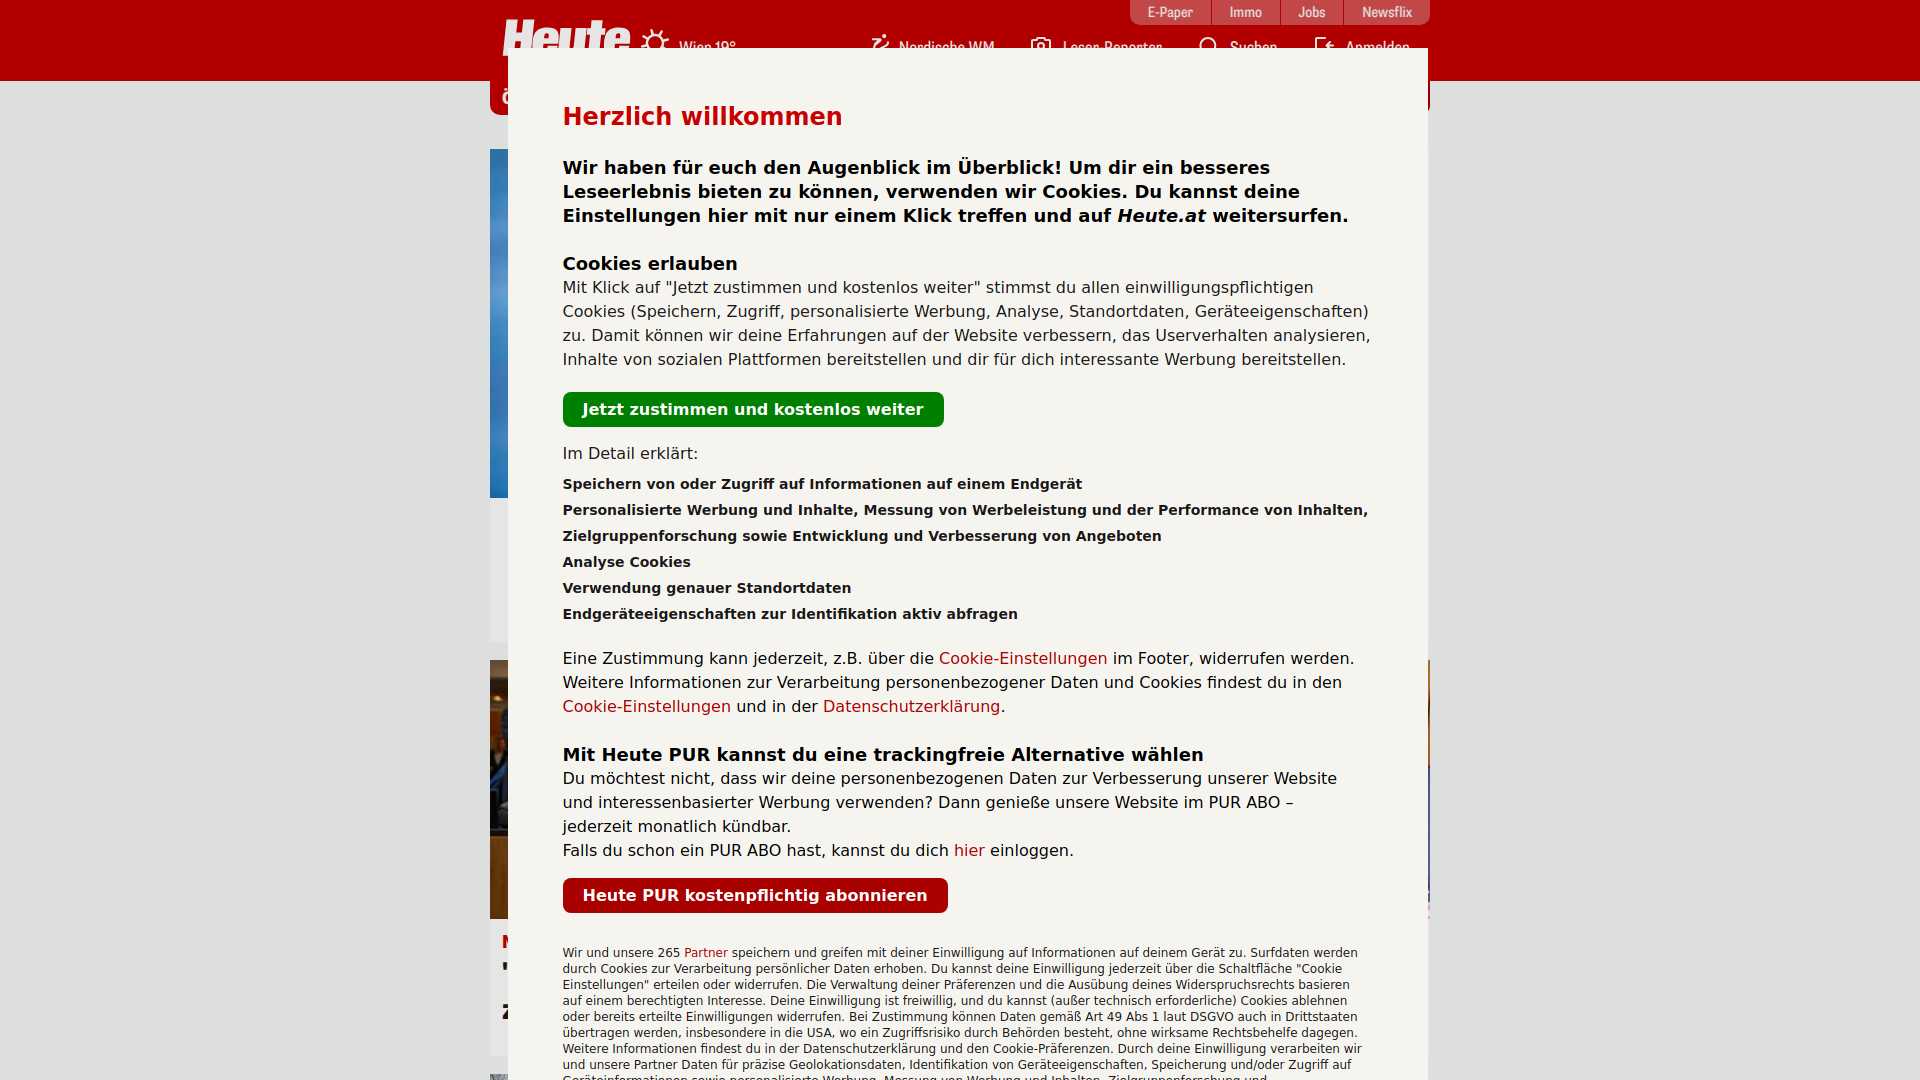 E-Paper
Immo
Jobs
Newsflix
Heute
Wien 19°
Nordische WM
Leser-Reporter
Suchen
Anmelden
Herzlich willkommen
Wir haben für euch den Augenblick im Überblick! Um dir ein besseres
Leseerlebnis bieten zu können, verwenden wir Cookies. Du kannst deine
Einstellungen hier mit nur einem Klick treffen und auf Heute.at weitersurfen.
Cookies erlauben
Mit Klick auf "Jetzt zustimmen und kostenlos weiter" stimmst du allen einwilligungspflichtigen
Cookies (Speichern, Zugriff, personalisierte Werbung, Analyse, Standortdaten, Geräteeigenschaften)
zu. Damit können wir deine Erfahrungen auf der Website verbessern, das Userverhalten analysieren,
Inhalte von sozialen Plattformen bereitstellen und dir für dich interessante Werbung bereitstellen.
Jetzt zustimmen und kostenlos weiter
Im Detail erklärt:
Speichern von oder Zugriff auf Informationen auf einem Endgerät
Personalisierte Werbung und Inhalte, Messung von Werbeleistung und der Performance von Inhalten,
Zielgruppenforschung sowie Entwicklung und Verbesserung von Angeboten
Analyse Cookies
Verwendung genauer Standortdaten
Endgeräteeigenschaften zur Identifikation aktiv abfragen
Eine Zustimmung kann jederzeit, z.B. über die Cookie-Einstellungen im Footer, widerrufen werden.
Weitere Informationen zur Verarbeitung personenbezogener Daten und Cookies findest du in den
Cookie-Einstellungen und in der Datenschutzerklärung.
Mit Heute PUR kannst du eine trackingfreie Alternative wählen
Du möchtest nicht, dass wir deine personenbezogenen Daten zur Verbesserung unserer Website
und interessenbasierter Werbung verwenden? Dann genieße unsere Website im PUR ABO –
jederzeit monatlich kündbar.
Falls du schon ein PUR ABO hast, kannst du dich hier einloggen.
Heute PUR kostenpflichtig abonnieren
Wir und unsere 265 Partner speichern und greifen mit deiner Einwilligung auf Informationen auf deinem Gerät zu. Surfdaten werden
durch Cookies zur Verarbeitung persönlicher Daten erhoben. Du kannst deine Einwilligung jederzeit über die Schaltfläche "Cookie
Einstellungen" erteilen oder widerrufen. Die Verwaltung deiner Präferenzen und die Ausübung deines Widerspruchsrechts basieren
auf einem berechtigten Interesse. Deine Einwilligung ist freiwillig, und du kannst (außer technisch erforderliche) Cookies ablehnen
oder bereits erteilte Einwilligungen widerrufen. Bei Zustimmung können Daten gemäß Art 49 Abs 1 laut DSGVO auch in Drittstaaten
übertragen werden, insbesondere in die USA, wo ein Zugriffsrisiko durch Behörden besteht, ohne wirksame Rechtsbehelfe dagegen.
Weitere Informationen findest du in der Datenschutzerklärung und den Cookie-Präferenzen. Durch deine Einwilligung verarbeiten wir
und unsere Partner Daten für präzise Geolokationsdaten, Identifikation von Geräteeigenschaften, Speicherung und/oder Zugriff auf
Geräteinformationen sowie personalisierte Werbung, Messung von Werbung und Inhalten, Zielgruppenforschung und